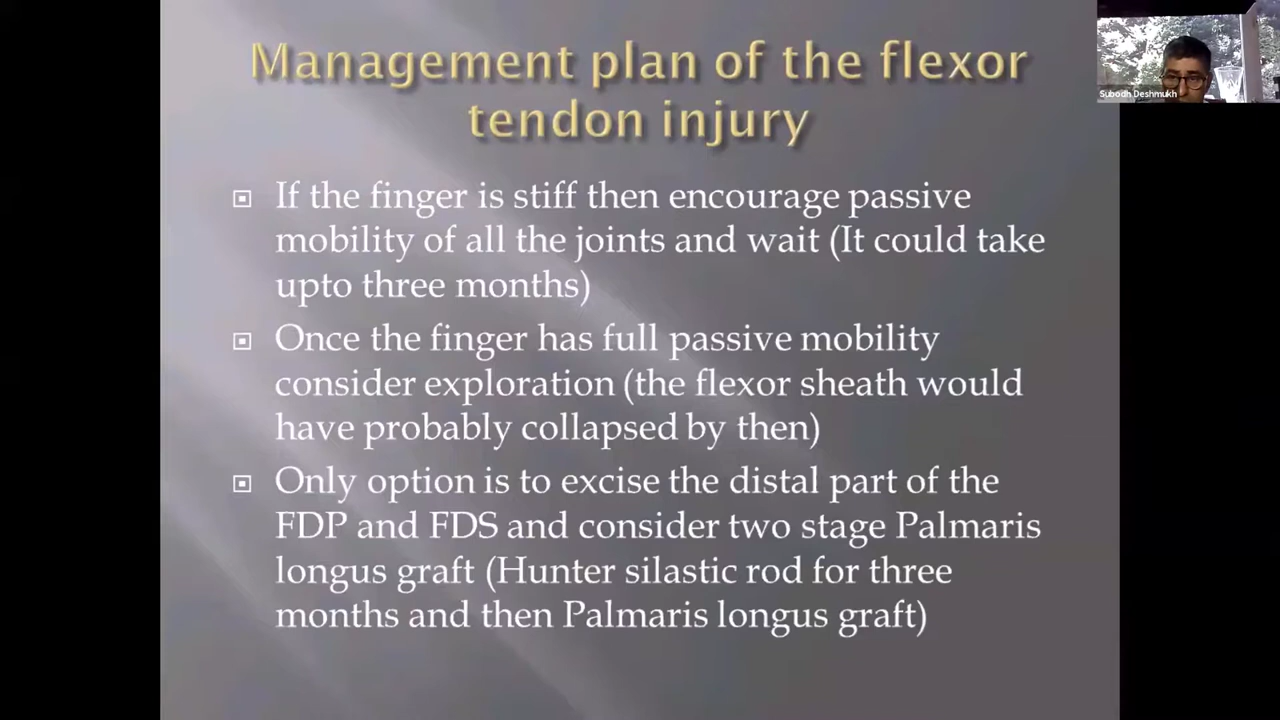 Management plan of the flexor
tendon injury
Subodh Deshmukh
If the finger is stiff then encourage passive
mobility of all the joints and wait (It could take
upto three months)
Once the finger has full passive mobility
consider exploration (the flexor sheath would
have probably collapsed by then)
Only option is to excise the distal part of the
FDP and FDS and consider two stage Palmaris
longus graft (Hunter silastic rod for three
months and then Palmaris longus graft)